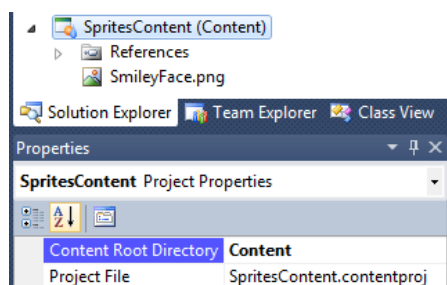 SpritesContent (Content)
References
SmileyFace.png
Solution Explorer Team Explorer Class View
Properties
SpritesContent Project Properties
Content Root Directory Content
Project File SpritesContent.contentproj